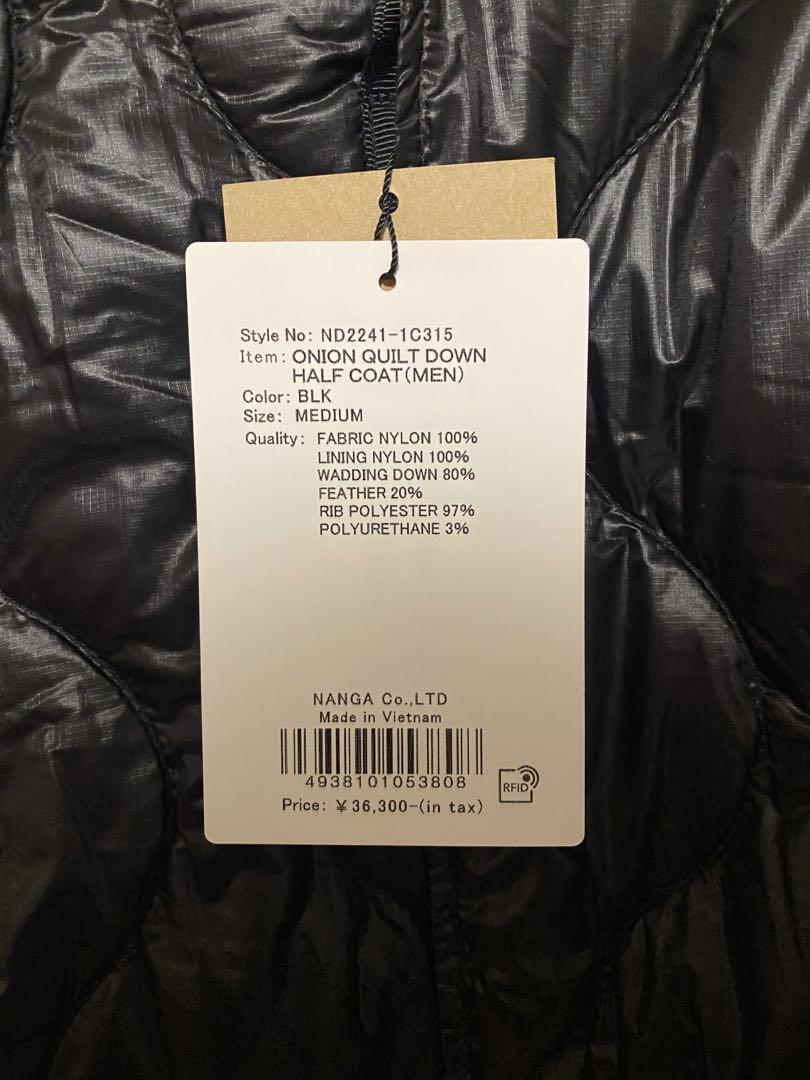 Style No: ND2241-1C315
Item: ONION QUILT DOWN
HALF COAT(MEN)
Color: BLK
Size: MEDIUM
Quality: FABRIC NYLON 100%
LINING NYLON 100%
WADDING DOWN 80%
FEATHER 20%
RIB POLYESTER 97%
POLYURETHANE 3%
NANGA Co.,LTD
Made in Vietnam
4938101053808
RFID
Price: ¥ 36,300-(in tax)